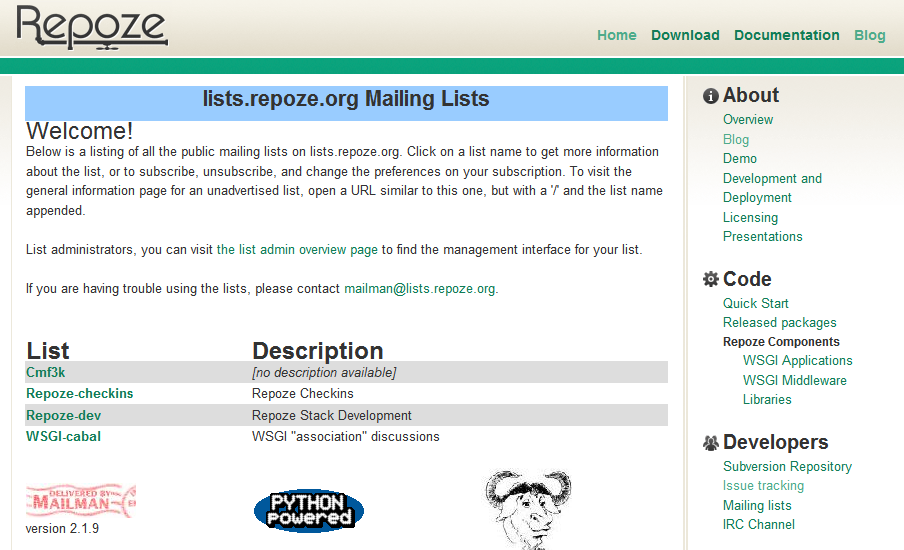 Repoze
Home Download Documentation Blog
lists.repoze.org Mailing Lists
Welcome!
Below is a listing of all the public mailing lists on lists.repoze.org. Click on a list name to get more information
about the list, or to subscribe, unsubscribe, and change the preferences on your subscription. To visit the
general information page for an unadvertised list, open a URL similar to this one, but with a '/' and the list name
appended.
List administrators, you can visit the list admin overview page to find the management interface for your list.
If you are having trouble using the lists, please contact mailman@lists.repoze.org.
List Description
Cmf3k [no description available]
Repoze-checkins Repoze Checkins
Repoze-dev Repoze Stack Development
WSGI-cabal WSGI "association" discussions
DELIVERED BY
MAILMAN
version 2.1.9
PYTHON
Powered
About
Overview
Blog
Demo
Development and
Deployment
Licensing
Presentations
Code
Quick Start
Released packages
Repoze Components
WSGI Applications
WSGI Middleware
Libraries
Developers
Subversion Repository
Issue tracking
Mailing lists
IRC Channel